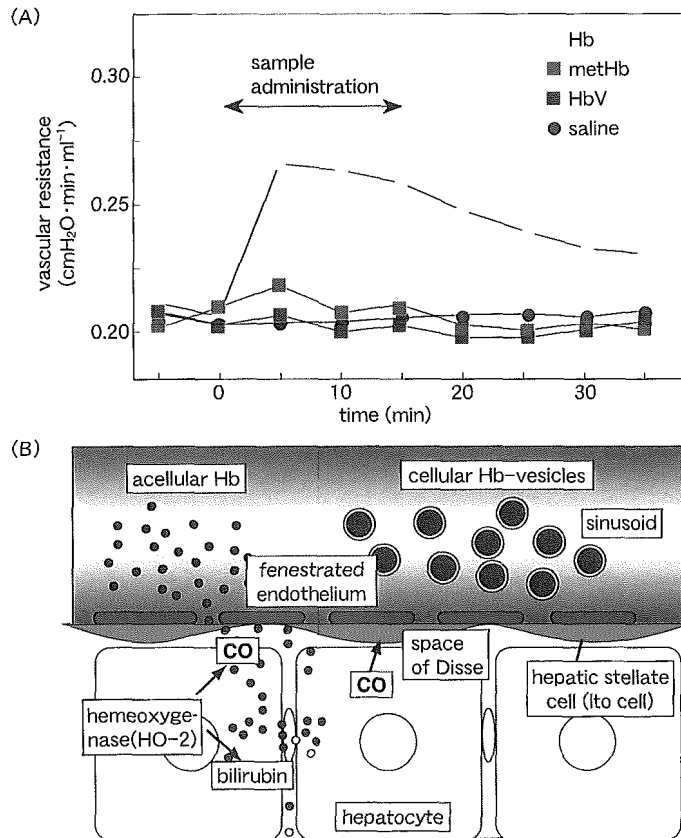 (A)
0.30
0.25
0.20
vascular resistance
(cmH₂O·min·ml⁻¹)
sample
administration
Hb
metHb
HbV
saline
0
10
20
30
time (min)
(B)
acellular Hb
cellular Hb-vesicles
sinusoid
fenestrated
endothelium
CO
space
of Disse
CO
hepatic stellate
cell (ito cell)
hemeoxyge-
nase(HO-2)
bilirubin
hepatocyte